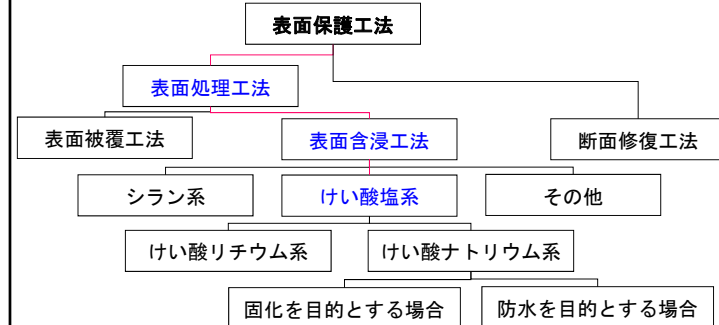 表面保護工法
表面処理工法
表面被覆工法
表面含浸工法
断面修復工法
シラン系
けい酸塩系
その他
けい酸リチウム系
けい酸ナトリウム系
固化を目的とする場合
防水を目的とする場合